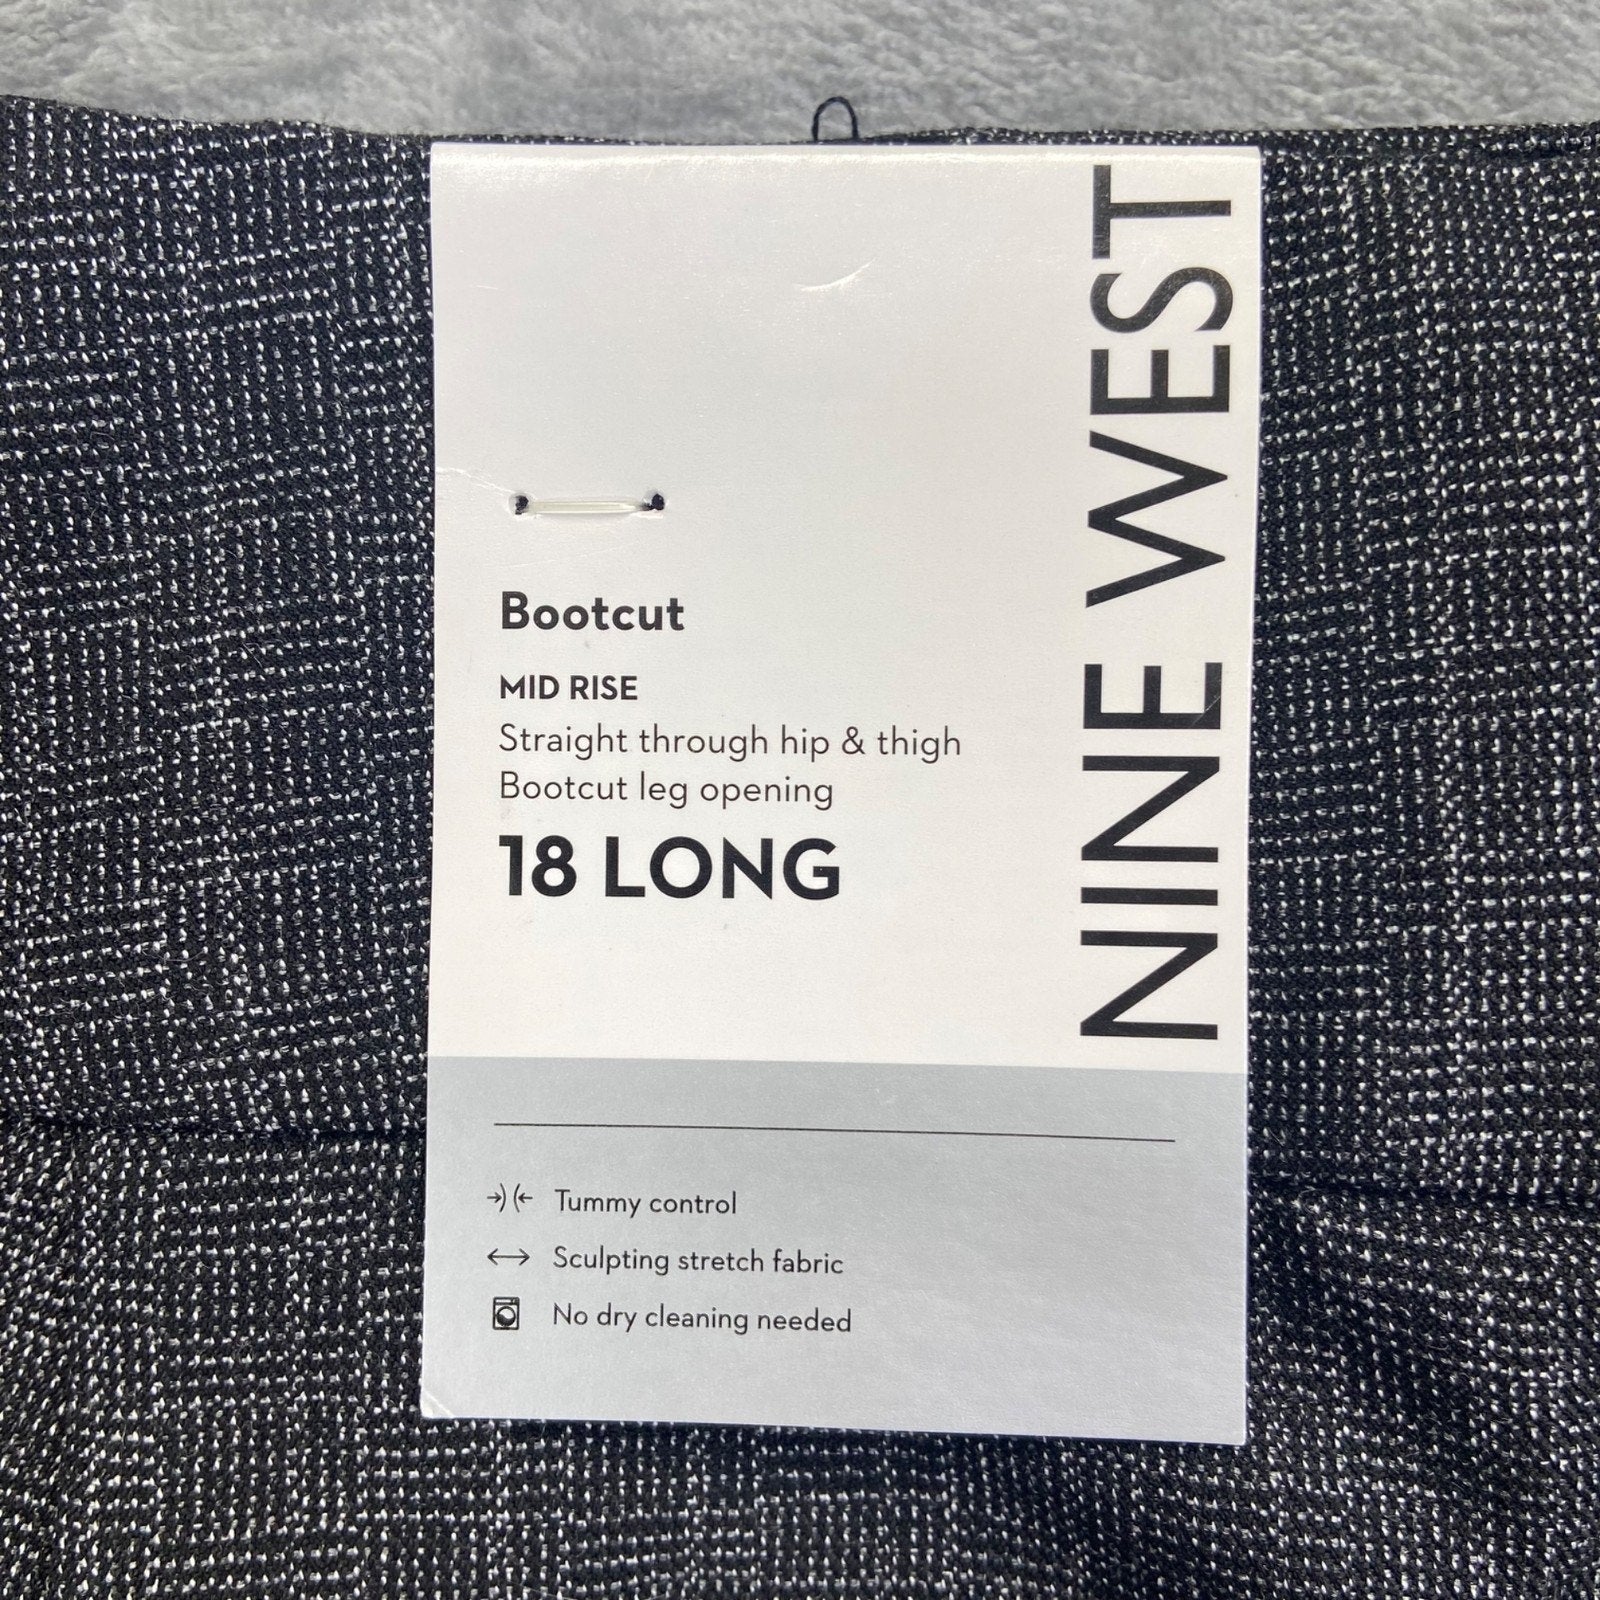 NINE WEST
Bootcut
MID RISE
Straight through hip & thigh
Bootcut leg opening
18 LONG
Tummy control
Sculpting stretch fabric
No dry cleaning needed